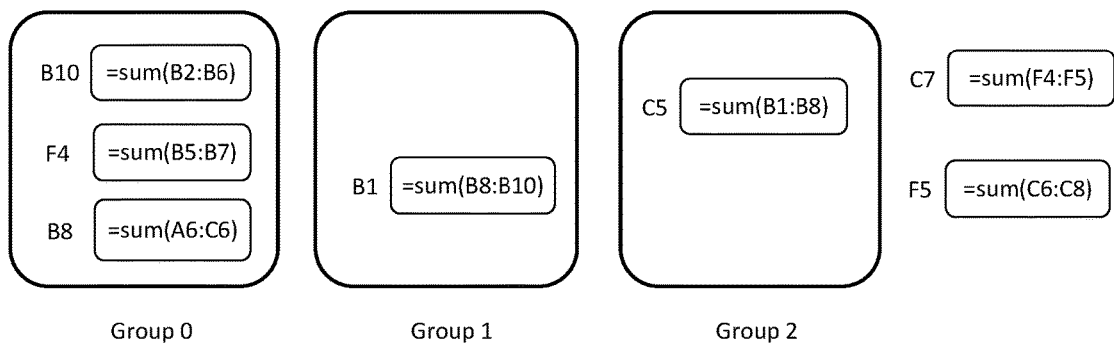 B10 =sum(B2:B6)
F4 =sum(B5:B7)
B8 =sum(A6:C6)
Group 0
B1 =sum(B8:B10)
Group 1
C5 =sum(B1:B8)
Group 2
C7 =sum(F4:F5)
F5 =sum(C6:C8)